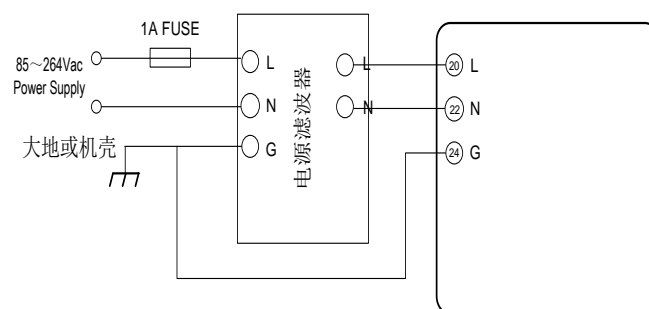 1A FUSE
85～264Vac
Power Supply
大地或机壳
L
N
G
电源滤波器
L
N
20 L
22 N
24 G